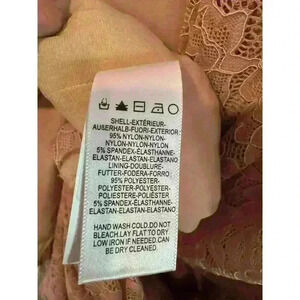 SHELL-EXTÉRIEUR-
AUßERHALB-FUORI-EXTERIOR
95% NYLON-NYLON-
NYLON-NYLON-NYLON
5% SPANDEX-ÉLASTHANNE-
ELASTAN-ELASTAN-ELASTANO
LINING-DOUBLURE-
FUTTER-FODERA-FORRO
95% POLYESTER-
POLYESTER-POLYESTER-
POLIESTERE-POLIÉSTER
5% SPANDEX-ÉLASTHANNE-
ELASTAN-ELASTAN-ELASTANO
HAND WASH COLD.DO NOT
BLEACH.LAY FLAT TO DRY
LOW IRON IF NEEDED.CAN
BE DRY CLEANED.